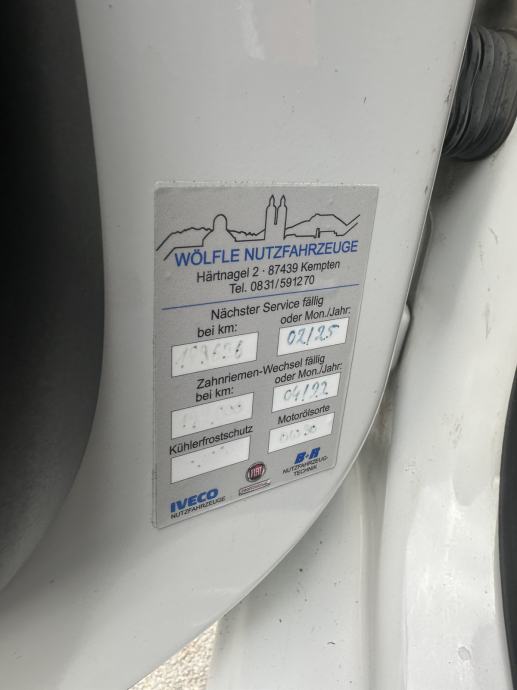 WÖLFLE NUTZFAHRZEUGE
Härtnagel 2 · 87439 Kempten
Tel. 0831/591270
Nächster Service fällig
bei km: oder Mon./Jahr:
02/25
Zahnriemen-Wechsel fällig
bei km: oder Mon./Jahr:
04/22
Kühlerfrostschutz Motorölsorte
IVECO
NUTZFAHRZEUGE
FIAT
B+R
NUTZFAHRZEUG-
TECHNIK